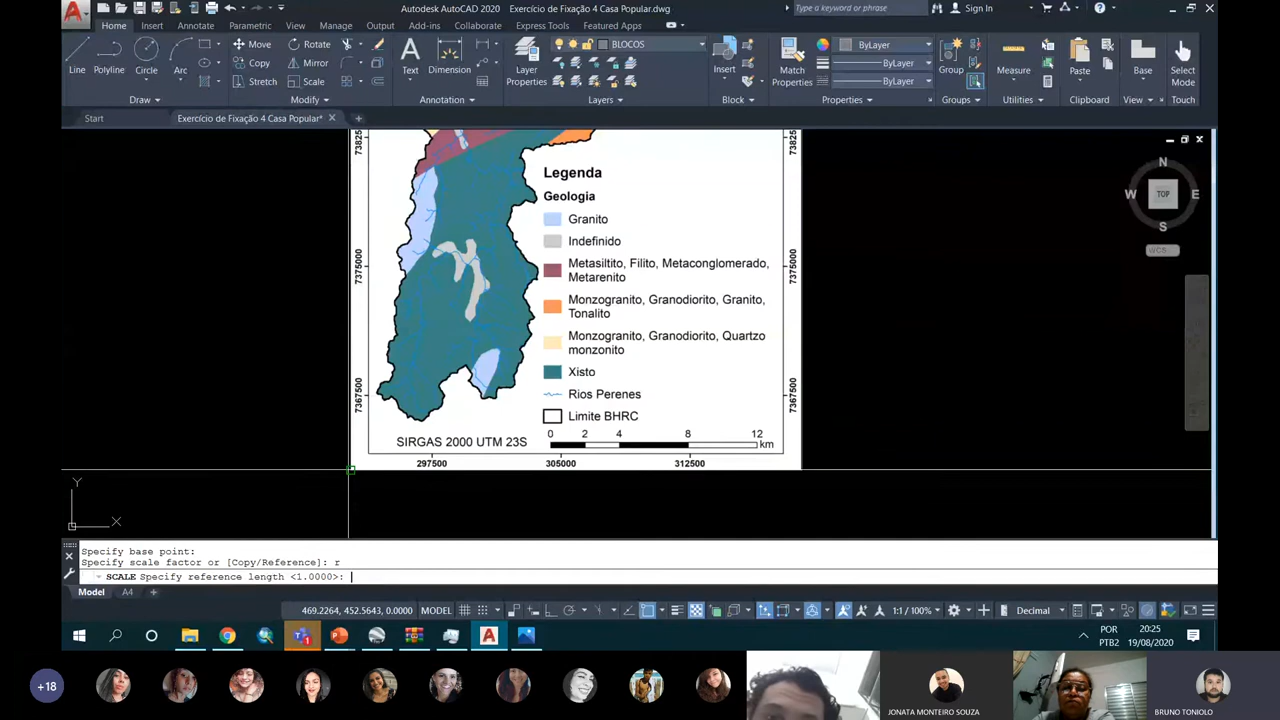 Autodesk AutoCAD 2020 Exercício de Fixação 4 Casa Popular.dwg
Type a keyword or phrase
Sign In
Home Insert Annotate Parametric View Manage Output Add-ins Collaborate Express Tools Featured Apps
Line Polyline Circle Arc
Move Rotate
Copy Mirror
Stretch Scale
Text Dimension
Layer Properties
BLOCOS
Insert
Match Properties
ByLayer
ByLayer
ByLayer
Group
Measure
Paste
Base
Select Mode
Draw Modify Annotation Layers Block Properties Groups Utilities Clipboard View Touch
Start Exercício de Fixação 4 Casa Popular*
73825
73825
N
W TOP E
S
WCS
Legenda
Geologia
Granito
Indefinido
Metasiltito, Filito, Metaconglomerado,
Metarenito
7375000
7375000
Monzogranito, Granodiorito, Granito,
Tonalito
Monzogranito, Granodiorito, Quartzo
monzonito
Xisto
Rios Perenes
7367500
7367500
Limite BHRC
0 2 4 8 12
km
SIRGAS 2000 UTM 23S
297500 305000 312500
Y
X
Specify base point:
Specify scale factor or [Copy/Reference]: r
SCALE Specify reference length <1.0000>:
Model A4
469.2264, 452.5643, 0.0000 MODEL 1:1 / 100% Decimal
POR
PTB2
20:25
19/08/2020
+18
JONATA MONTEIRO SOUZA
BRUNO TONIOLO